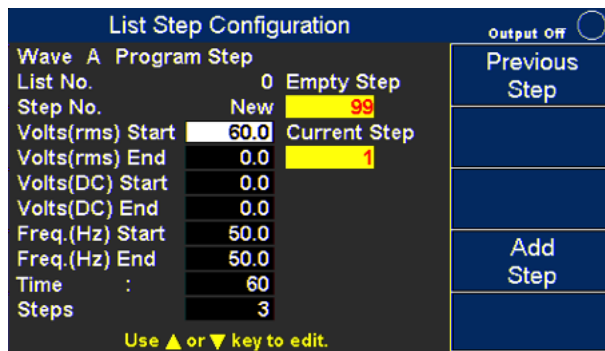 List Step Configuration
Output Off
Wave A Program Step
List No. 0 Empty Step
Step No. New 99
Volts(rms) Start 60.0 Current Step
Volts(rms) End 0.0 1
Volts(DC) Start 0.0
Volts(DC) End 0.0
Freq.(Hz) Start 50.0
Freq.(Hz) End 50.0
Time : 60
Steps 3
Use ▲ or ▼ key to edit.
Previous
Step
Add
Step